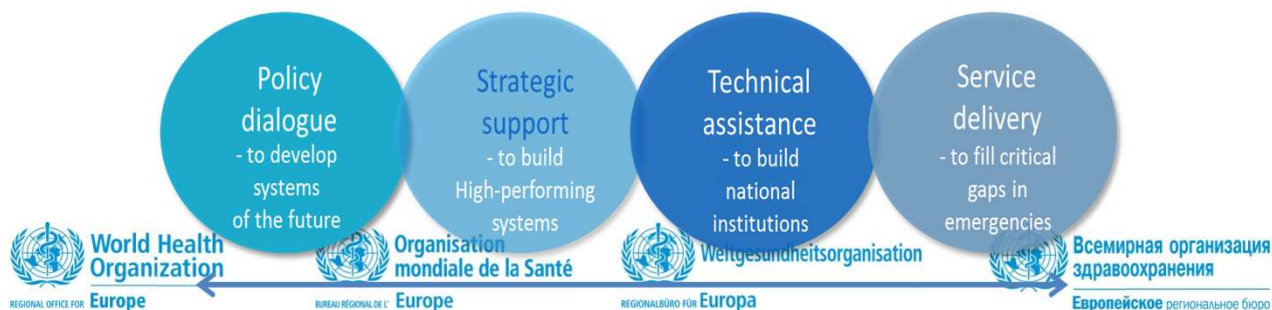 Policy
dialogue
- to develop
systems
of the future
Strategic
support
- to build
High-performing
systems
Technical
assistance
- to build
national
institutions
Service
delivery
- to fill critical
gaps in
emergencies
World Health
Organization
REGIONAL OFFICE FOR Europe
Organisation
mondiale de la Santé
BUREAU RÉGIONAL DE L' Europe
Weltgesundheitsorganisation
REGIONALBÜRO FÜR Europa
Всемирная организация
здравоохранения
Европейское региональное бюро